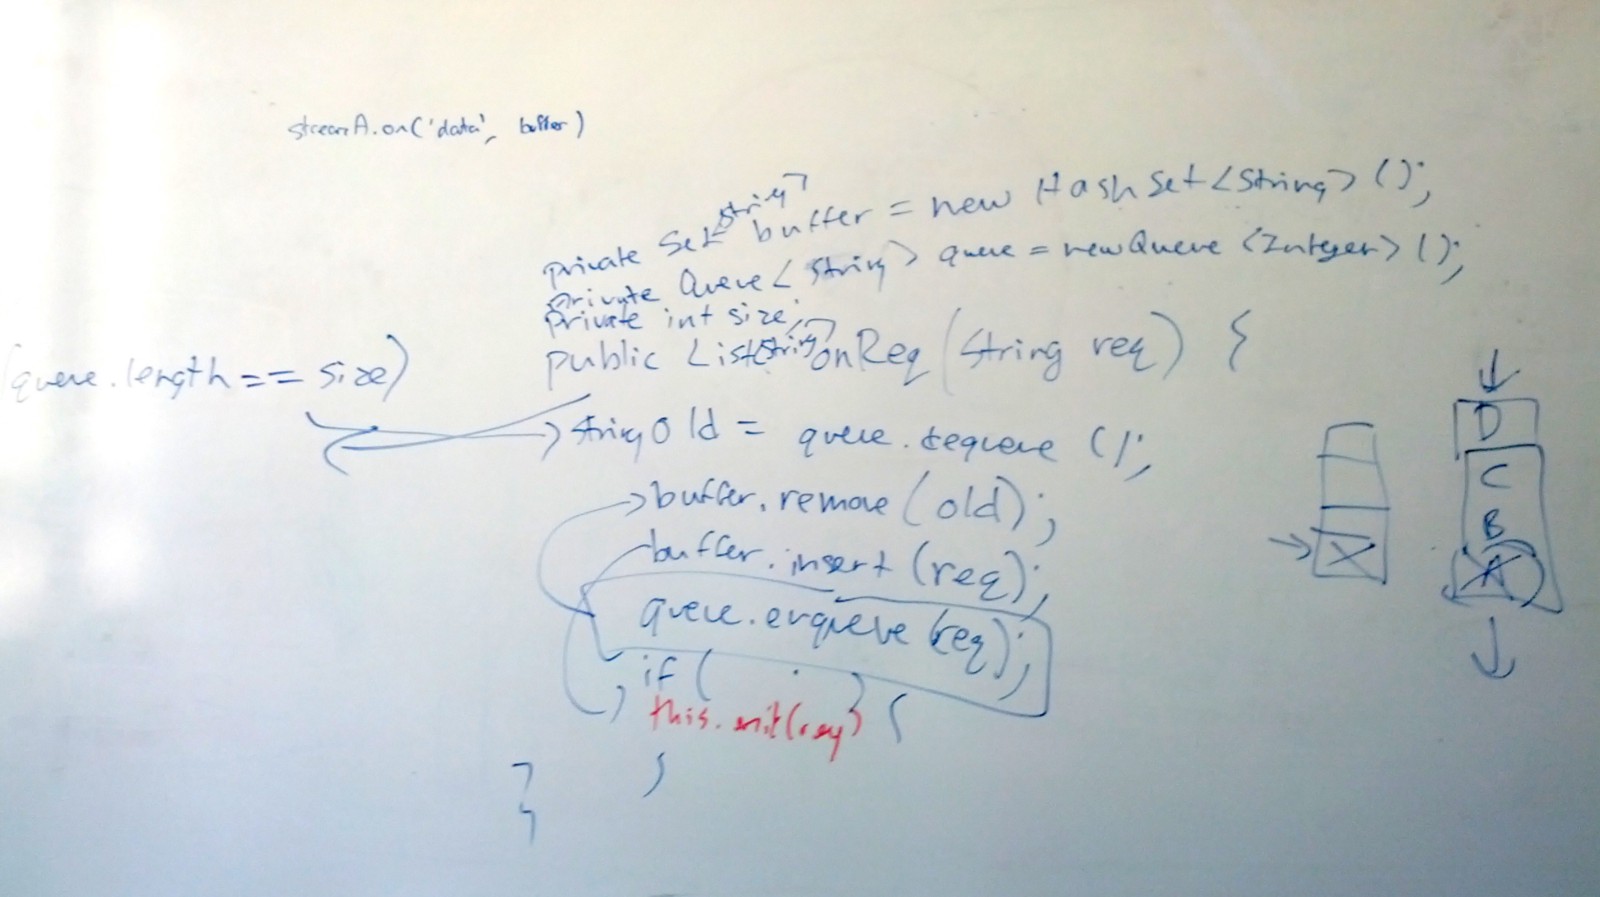 streamA.on('data', buffer)
private Set<String> buffer = new HashSet<String>();
private Queue<String> queue = new Queue<Integer>();
private int size;
public List<String> onReq(String req) {
(queue.length == size)
String old = queue.dequeue();
buffer.remove(old);
buffer.insert(req);
queue.enqueue(req);
if ( ) {
this.emit(req)
}
}
X
D
C
B
A